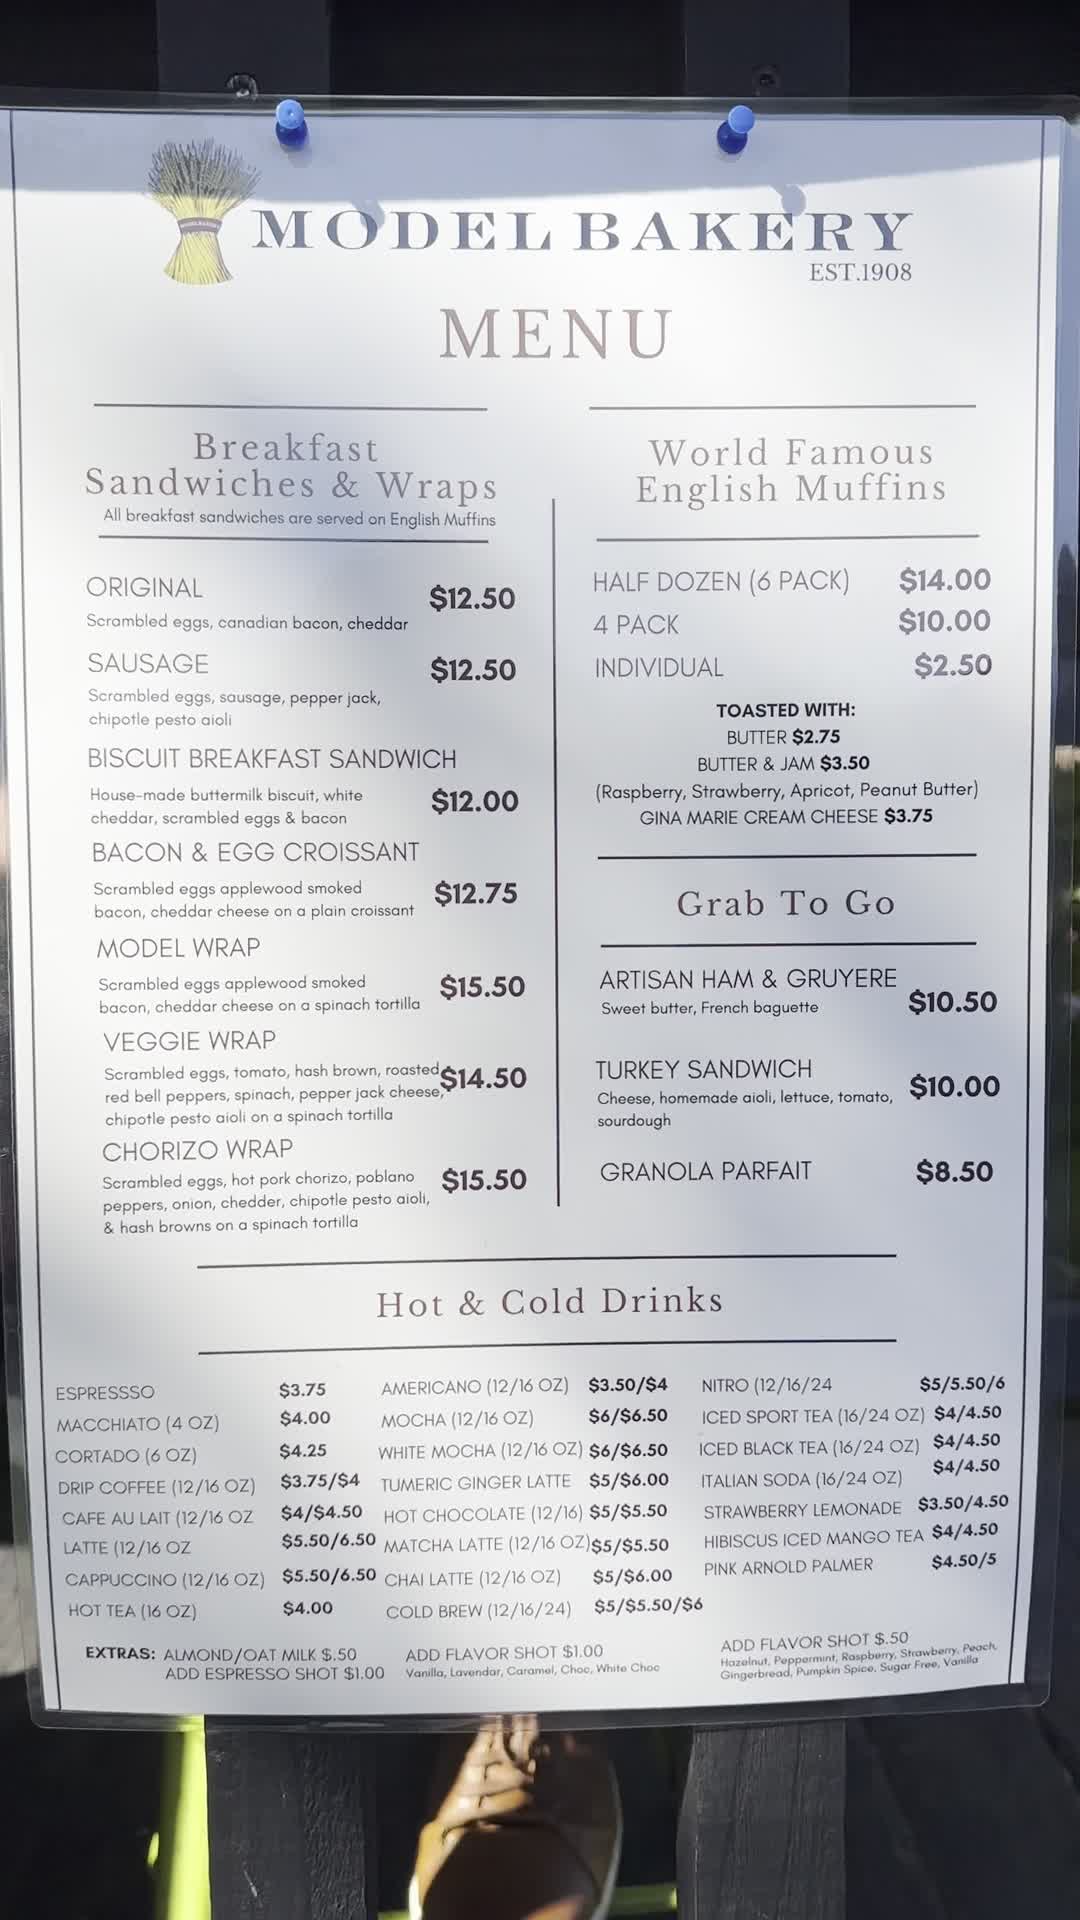 MODEL BAKERY
EST.1908
MENU
Breakfast
Sandwiches & Wraps
All breakfast sandwiches are served on English Muffins
ORIGINAL $12.50
Scrambled eggs, canadian bacon, cheddar
SAUSAGE $12.50
Scrambled eggs, sausage, pepper jack,
chipotle pesto aioli
BISCUIT BREAKFAST SANDWICH
House-made buttermilk biscuit, white $12.00
cheddar, scrambled eggs & bacon
BACON & EGG CROISSANT
Scrambled eggs applewood smoked $12.75
bacon, cheddar cheese on a plain croissant
MODEL WRAP
Scrambled eggs applewood smoked $15.50
bacon, cheddar cheese on a spinach tortilla
VEGGIE WRAP
Scrambled eggs, tomato, hash brown, roasted $14.50
red bell peppers, spinach, pepper jack cheese,
chipotle pesto aioli on a spinach tortilla
CHORIZO WRAP
Scrambled eggs, hot pork chorizo, poblano $15.50
peppers, onion, chedder, chipotle pesto aioli,
& hash browns on a spinach tortilla
World Famous
English Muffins
HALF DOZEN (6 PACK) $14.00
4 PACK $10.00
INDIVIDUAL $2.50
TOASTED WITH:
BUTTER $2.75
BUTTER & JAM $3.50
(Raspberry, Strawberry, Apricot, Peanut Butter)
GINA MARIE CREAM CHEESE $3.75
Grab To Go
ARTISAN HAM & GRUYERE
Sweet butter, French baguette $10.50
TURKEY SANDWICH
Cheese, homemade aioli, lettuce, tomato, $10.00
sourdough
GRANOLA PARFAIT $8.50
Hot & Cold Drinks
ESPRESSSO $3.75
MACCHIATO (4 OZ) $4.00
CORTADO (6 OZ) $4.25
DRIP COFFEE (12/16 OZ) $3.75/$4
CAFE AU LAIT (12/16 OZ $4/$4.50
LATTE (12/16 OZ $5.50/6.50
CAPPUCCINO (12/16 OZ) $5.50/6.50
HOT TEA (16 OZ) $4.00
AMERICANO (12/16 OZ) $3.50/$4
MOCHA (12/16 OZ) $6/$6.50
WHITE MOCHA (12/16 OZ) $6/$6.50
TUMERIC GINGER LATTE $5/$6.00
HOT CHOCOLATE (12/16) $5/$5.50
MATCHA LATTE (12/16 OZ) $5/$5.50
CHAI LATTE (12/16 OZ) $5/$6.00
COLD BREW (12/16/24) $5/$5.50/$6
NITRO (12/16/24 $5/5.50/6
ICED SPORT TEA (16/24 OZ) $4/4.50
ICED BLACK TEA (16/24 OZ) $4/4.50
ITALIAN SODA (16/24 OZ) $4/4.50
STRAWBERRY LEMONADE $3.50/4.50
HIBISCUS ICED MANGO TEA $4/4.50
PINK ARNOLD PALMER $4.50/5
EXTRAS: ALMOND/OAT MILK $.50
ADD ESPRESSO SHOT $1.00
ADD FLAVOR SHOT $1.00
Vanilla, Lavendar, Caramel, Choc, White Choc
ADD FLAVOR SHOT $.50
Hazelnut, Peppermint, Raspberry, Strawberry, Peach,
Gingerbread, Pumpkin Spice, Sugar Free, Vanilla